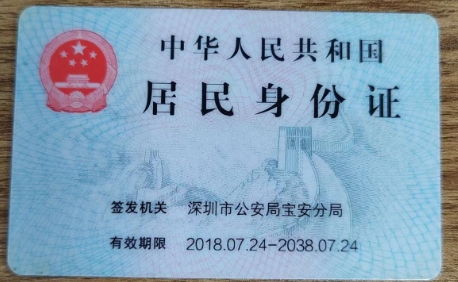 中华人民共和国
居民身份证
签发机关 深圳市公安局宝安分局
有效期限 2018.07.24-2038.07.24